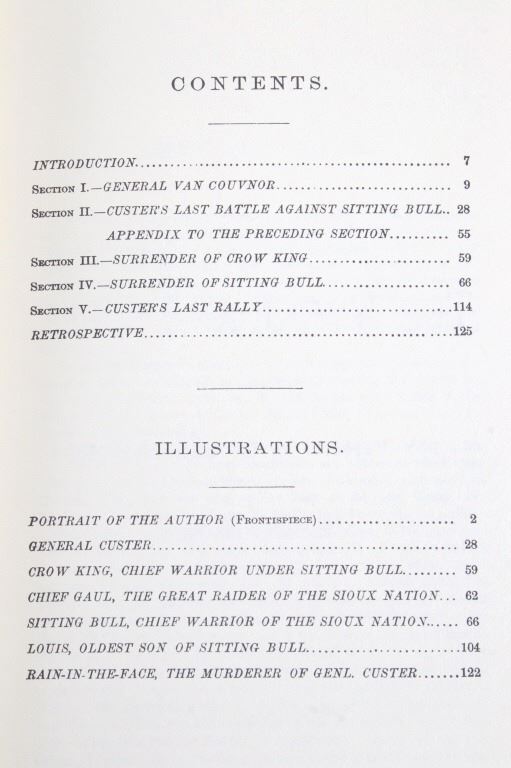 CONTENTS.
INTRODUCTION........................................ 7
Section I.—GENERAL VAN COUVNOR........................ 9
Section II.—CUSTER'S LAST BATTLE AGAINST SITTING BULL.. 28
APPENDIX TO THE PRECEDING SECTION.......... 55
Section III.—SURRENDER OF CROW KING.................... 59
Section IV.—SURRENDER OF SITTING BULL.................. 66
Section V.—CUSTER'S LAST RALLY..........................114
RETROSPECTIVE...........................................125
ILLUSTRATIONS.
PORTRAIT OF THE AUTHOR (Frontispiece)...................... 2
GENERAL CUSTER............................................. 28
CROW KING, CHIEF WARRIOR UNDER SITTING BULL......... 59
CHIEF GAUL, THE GREAT RAIDER OF THE SIOUX NATION... 62
SITTING BULL, CHIEF WARRIOR OF THE SIOUX NATION..... 66
LOUIS, OLDEST SON OF SITTING BULL.........................104
RAIN-IN-THE-FACE, THE MURDERER OF GENL. CUSTER.......122